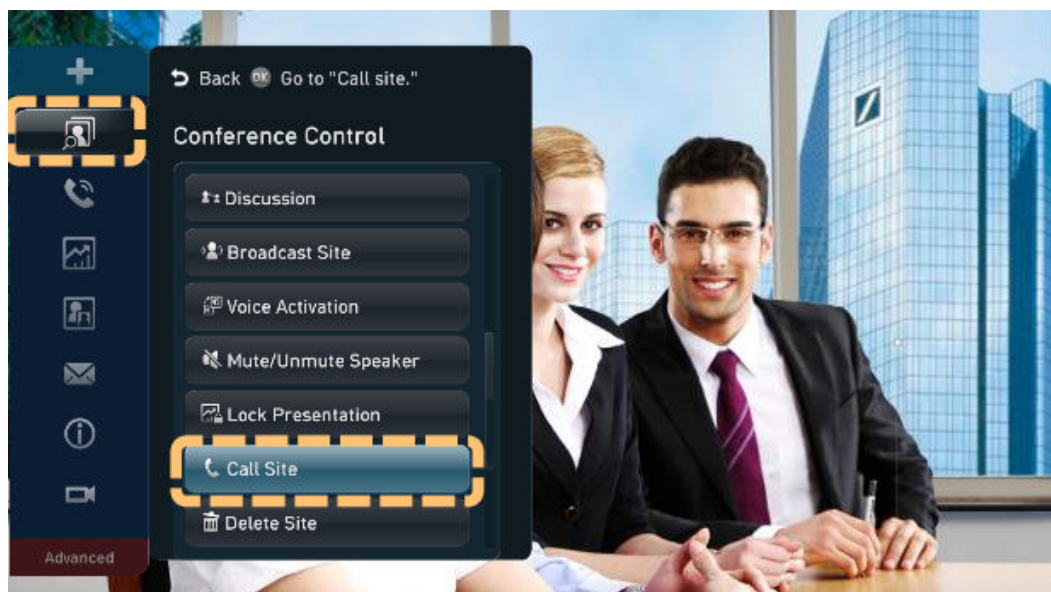 Back OK Go to "Call site."
Conference Control
Discussion
Broadcast Site
Voice Activation
Mute/Unmute Speaker
Lock Presentation
Call Site
Delete Site
Advanced